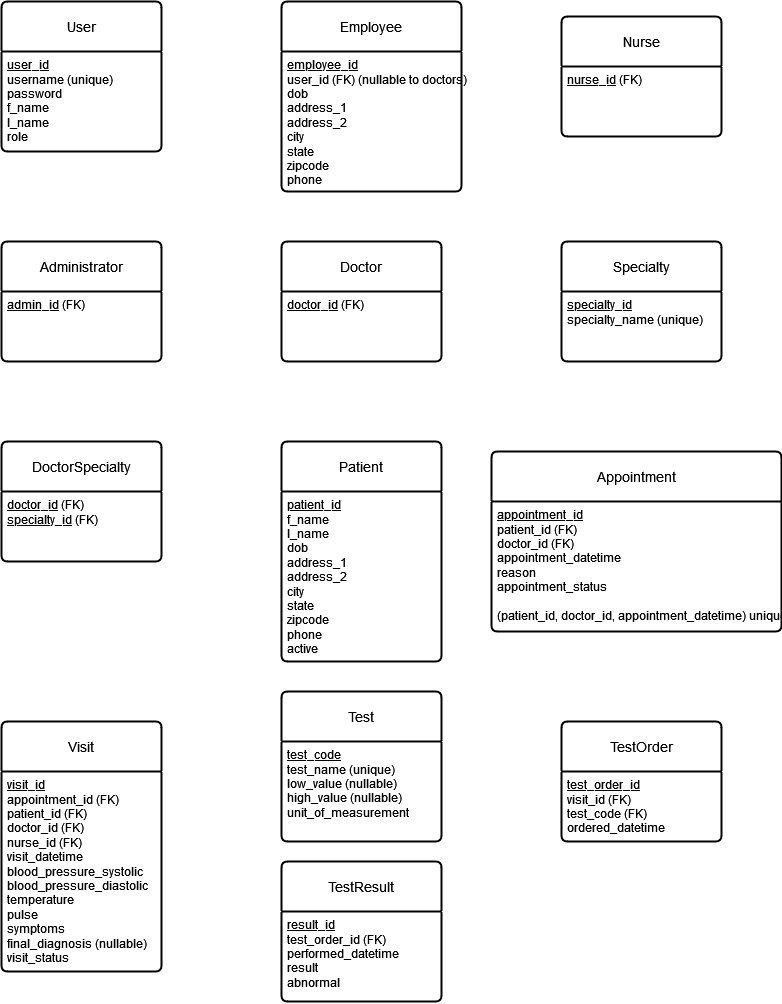 User
user_id
username (unique)
password
f_name
l_name
role
Employee
employee_id
user_id (FK) (nullable to doctors)
dob
address_1
address_2
city
state
zipcode
phone
Nurse
nurse_id (FK)
Administrator
admin_id (FK)
Doctor
doctor_id (FK)
Specialty
specialty_id
specialty_name (unique)
DoctorSpecialty
doctor_id (FK)
specialty_id (FK)
Patient
patient_id
f_name
l_name
dob
address_1
address_2
city
state
zipcode
phone
active
Appointment
appointment_id
patient_id (FK)
doctor_id (FK)
appointment_datetime
reason
appointment_status
(patient_id, doctor_id, appointment_datetime) uniqu
Visit
visit_id
appointment_id (FK)
patient_id (FK)
doctor_id (FK)
nurse_id (FK)
visit_datetime
blood_pressure_systolic
blood_pressure_diastolic
temperature
pulse
symptoms
final_diagnosis (nullable)
visit_status
Test
test_code
test_name (unique)
low_value (nullable)
high_value (nullable)
unit_of_measurement
TestOrder
test_order_id
visit_id (FK)
test_code (FK)
ordered_datetime
TestResult
result_id
test_order_id (FK)
performed_datetime
result
abnormal